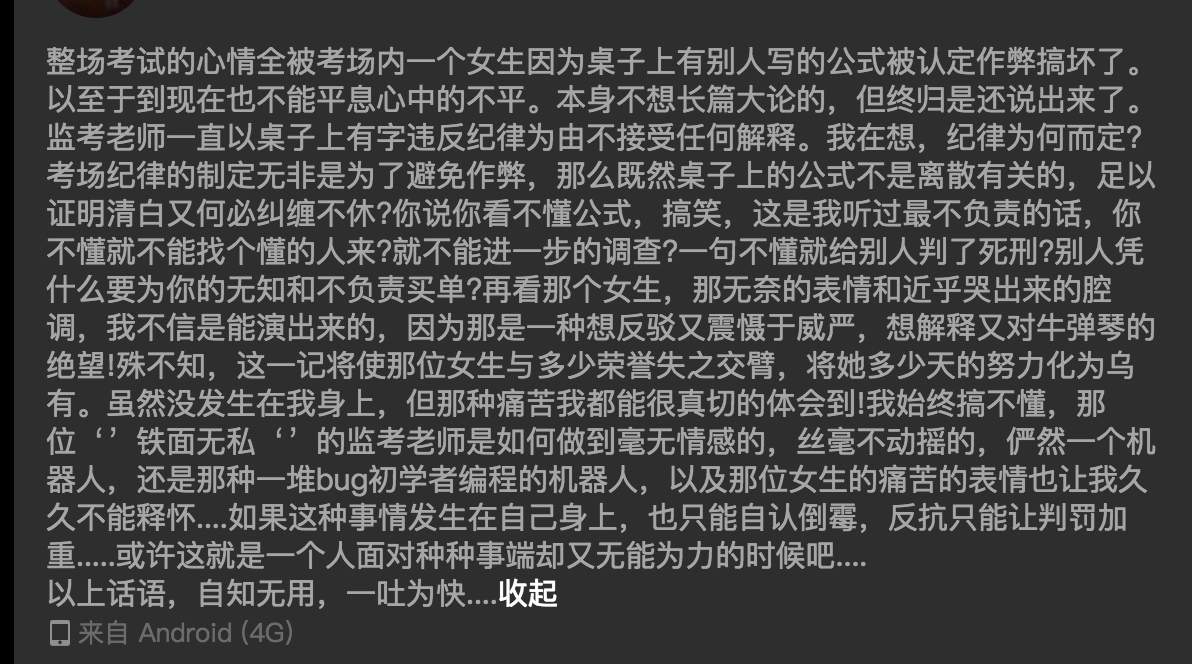 整场考试的心情全被考场内一个女生因为桌子上有别人写的公式被认定作弊搞坏了。
以至于到现在也不能平息心中的不平。本身不想长篇大论的，但终归是还说出来了。
监考老师一直以桌子上有字违反纪律为由不接受任何解释。我在想，纪律为何而定?
考场纪律的制定无非是为了避免作弊，那么既然桌子上的公式不是离散有关的，足以
证明清白又何必纠缠不休?你说你看不懂公式，搞笑，这是我听过最不负责的话，你
不懂就不能找个懂的人来?就不能进一步的调查?一句不懂就给别人判了死刑?别人凭
什么要为你的无知和不负责买单?再看那个女生，那无奈的表情和近乎哭出来的腔
调，我不信是能演出来的，因为那是一种想反驳又震慑于威严，想解释又对牛弹琴的
绝望!殊不知，这一记将使那位女生与多少荣誉失之交臂，将她多少天的努力化为乌
有。虽然没发生在我身上，但那种痛苦我都能很真切的体会到!我始终搞不懂，那
位‘’铁面无私‘’的监考老师是如何做到毫无情感的，丝毫不动摇的，俨然一个机
器人，还是那种一堆bug初学者编程的机器人，以及那位女生的痛苦的表情也让我久
久不能释怀....如果这种事情发生在自己身上，也只能自认倒霉，反抗只能让判罚加
重.....或许这就是一个人面对种种事端却又无能为力的时候吧....
以上话语，自知无用，一吐为快....收起
来自 Android (4G)